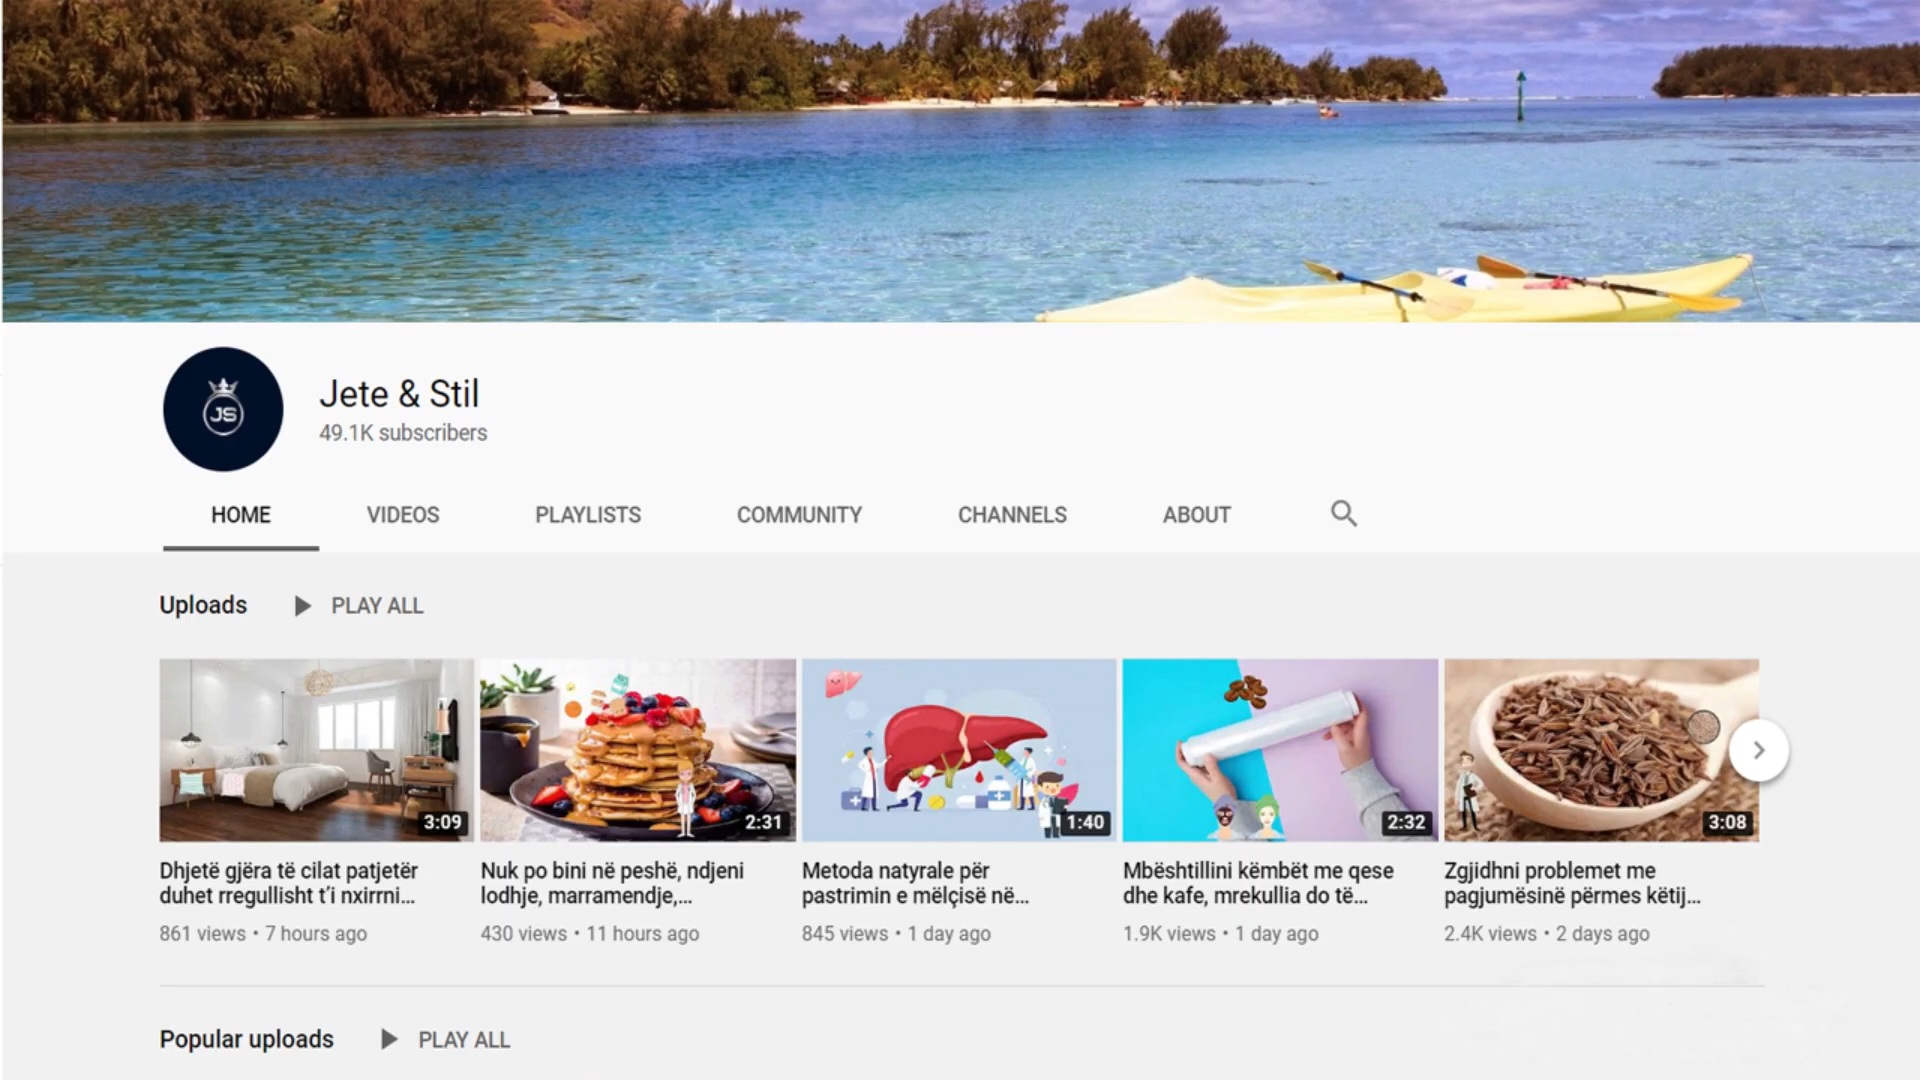 JS
Jete & Stil
49.1K subscribers
HOME VIDEOS PLAYLISTS COMMUNITY CHANNELS ABOUT
Uploads PLAY ALL
3:09 2:31 1:40 2:32 3:08
Dhjetë gjëra të cilat patjetër
duhet rregullisht t'i nxirrni...
861 views • 7 hours ago
Nuk po bini në peshë, ndjeni
lodhje, marramendje,...
430 views • 11 hours ago
Metoda natyrale për
pastrimin e mëlçisë në...
845 views • 1 day ago
Mbështillini këmbët me qese
dhe kafe, mrekullia do të...
1.9K views • 1 day ago
Zgjidhni problemet me
pagjumësinë përmes këtij...
2.4K views • 2 days ago
Popular uploads PLAY ALL